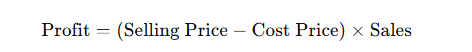 Profit = (Selling Price − Cost Price) × Sales